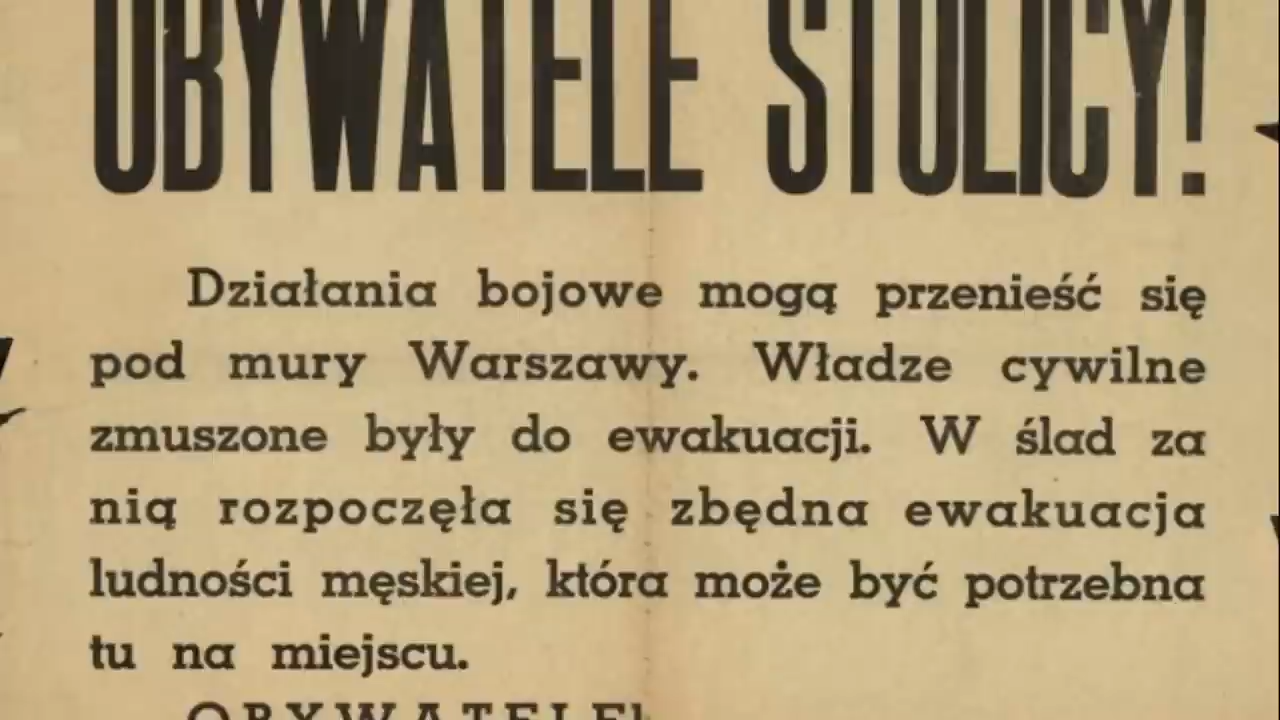 OBYWATELE STOLICY!
Działania bojowe mogą przenieść się
pod mury Warszawy. Władze cywilne
zmuszone były do ewakuacji. W ślad za
nią rozpoczęła się zbędna ewakuacja
ludności męskiej, która może być potrzebna
tu na miejscu.
OBYWATELE!